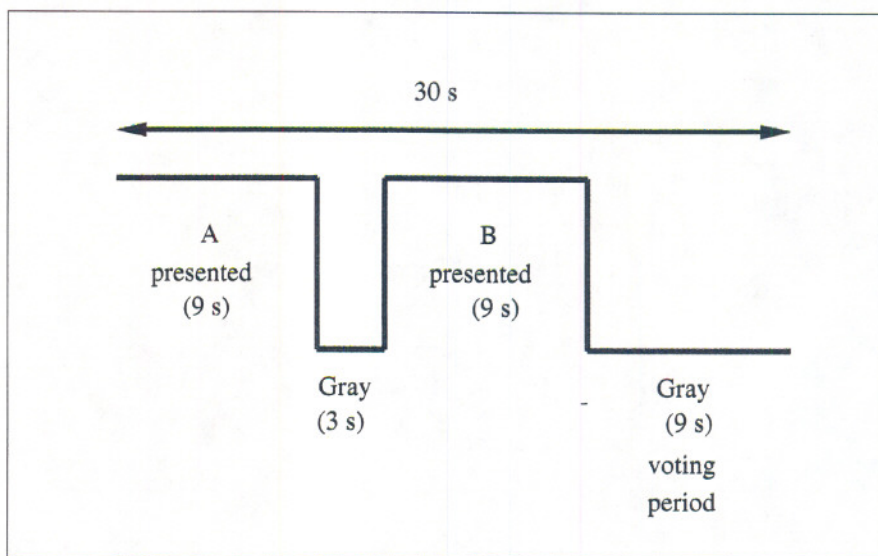 30 s
A
presented
(9 s)
B
presented
(9 s)
Gray
(3 s)
Gray
(9 s)
voting
period